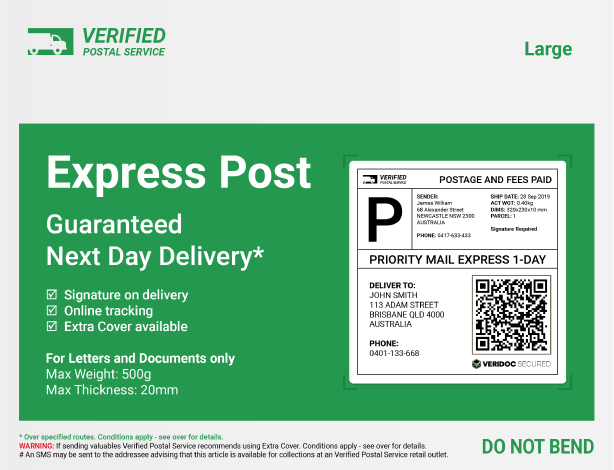 VERIFIED
POSTAL SERVICE
Large
Express Post
Guaranteed
Next Day Delivery*
☑ Signature on delivery
☑ Online tracking
☑ Extra Cover available
For Letters and Documents only
Max Weight: 500g
Max Thickness: 20mm
VERIFIED
POSTAL SERVICE
POSTAGE AND FEES PAID
P
SENDER:
James William
68 Alexander Street
NEWCASTLE NSW 2300
AUSTRALIA
PHONE: 0417-633-433
SHIP DATE: 28 Sep 2019
ACT WGT: 0.40kg
DIMS: 320x230x10 mm
PARCEL: 1
Signature Required
PRIORITY MAIL EXPRESS 1-DAY
DELIVER TO:
JOHN SMITH
113 ADAM STREET
BRISBANE QLD 4000
AUSTRALIA
PHONE:
0401-133-668
VERIDOC SECURED
* Over specified routes. Conditions apply - see over for details.
WARNING: If sending valuables Verified Postal Service recommends using Extra Cover. Conditions apply - see over for details.
# An SMS may be sent to the addressee advising that this article is available for collections at an Verified Postal Service retail outlet.
DO NOT BEND